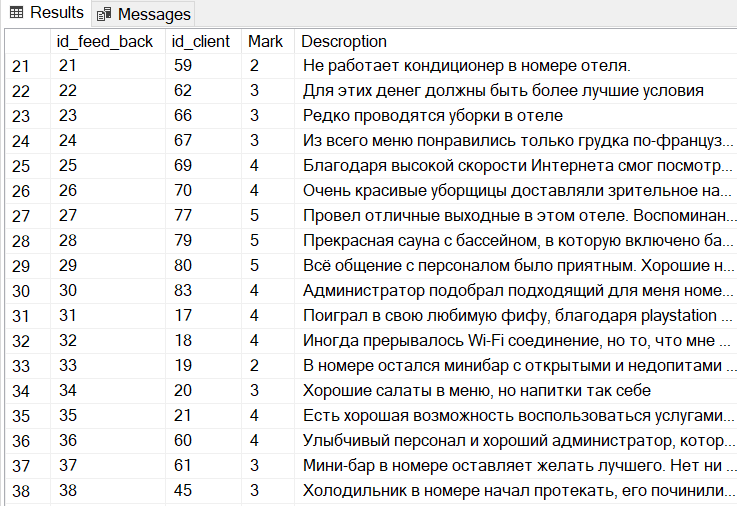 Results Messages
id_feed_back id_client Mark Descroption
21 21 59 2 Не работает кондиционер в номере отеля.
22 22 62 3 Для этих денег должны быть более лучшие условия
23 23 66 3 Редко проводятся уборки в отеле
24 24 67 3 Из всего меню понравились только грудка по-француз...
25 25 69 4 Благодаря высокой скорости Интернета смог посмотр...
26 26 70 4 Очень красивые уборщицы доставляли зрительное на...
27 27 77 5 Провел отличные выходные в этом отеле. Воспоминан...
28 28 79 5 Прекрасная сауна с бассейном, в которую включено ба...
29 29 80 5 Всё общение с персоналом было приятным. Хорошие н...
30 30 83 4 Администратор подобрал подходящий для меня номе...
31 31 17 4 Поиграл в свою любимую фифу, благодаря playstation ...
32 32 18 4 Иногда прерывалось Wi-Fi соединение, но то, что мне ...
33 33 19 2 В номере остался минибар с открытыми и недопитами ...
34 34 20 3 Хорошие салаты в меню, но напитки так себе
35 35 21 4 Есть хорошая возможность воспользоваться услугами...
36 36 60 4 Улыбчивый персонал и хороший администратор, котор...
37 37 61 3 Мини-бар в номере оставляет желать лучшего. Нет ни ...
38 38 45 3 Холодильник в номере начал протекать, его починили...